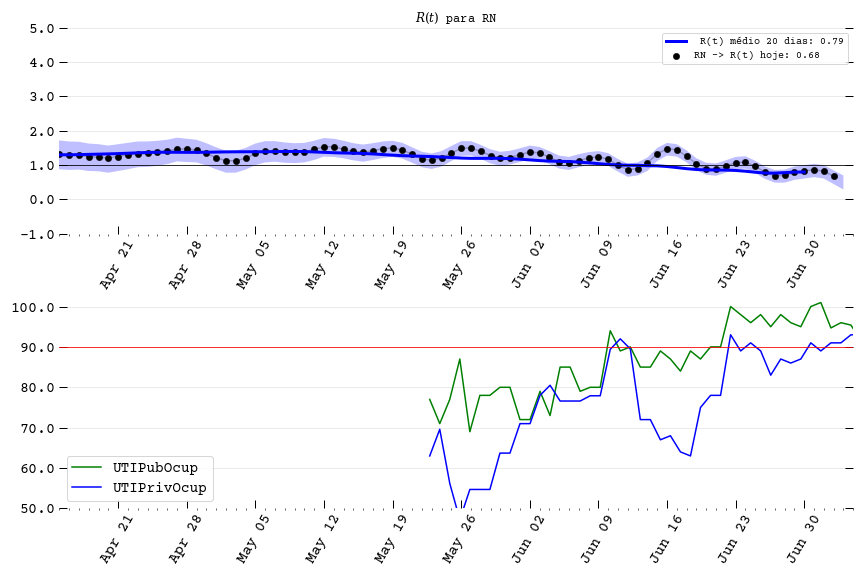 R(t) para RN
5.0
4.0
3.0
2.0
1.0
0.0
-1.0
R(t) médio 20 dias: 0.79
RN -> R(t) hoje: 0.68
Apr 21
Apr 28
May 05
May 12
May 19
May 26
Jun 02
Jun 09
Jun 16
Jun 23
Jun 30
100.0
90.0
80.0
70.0
60.0
50.0
UTIPubOcup
UTIPrivOcup
Apr 21
Apr 28
May 05
May 12
May 19
May 26
Jun 02
Jun 09
Jun 16
Jun 23
Jun 30